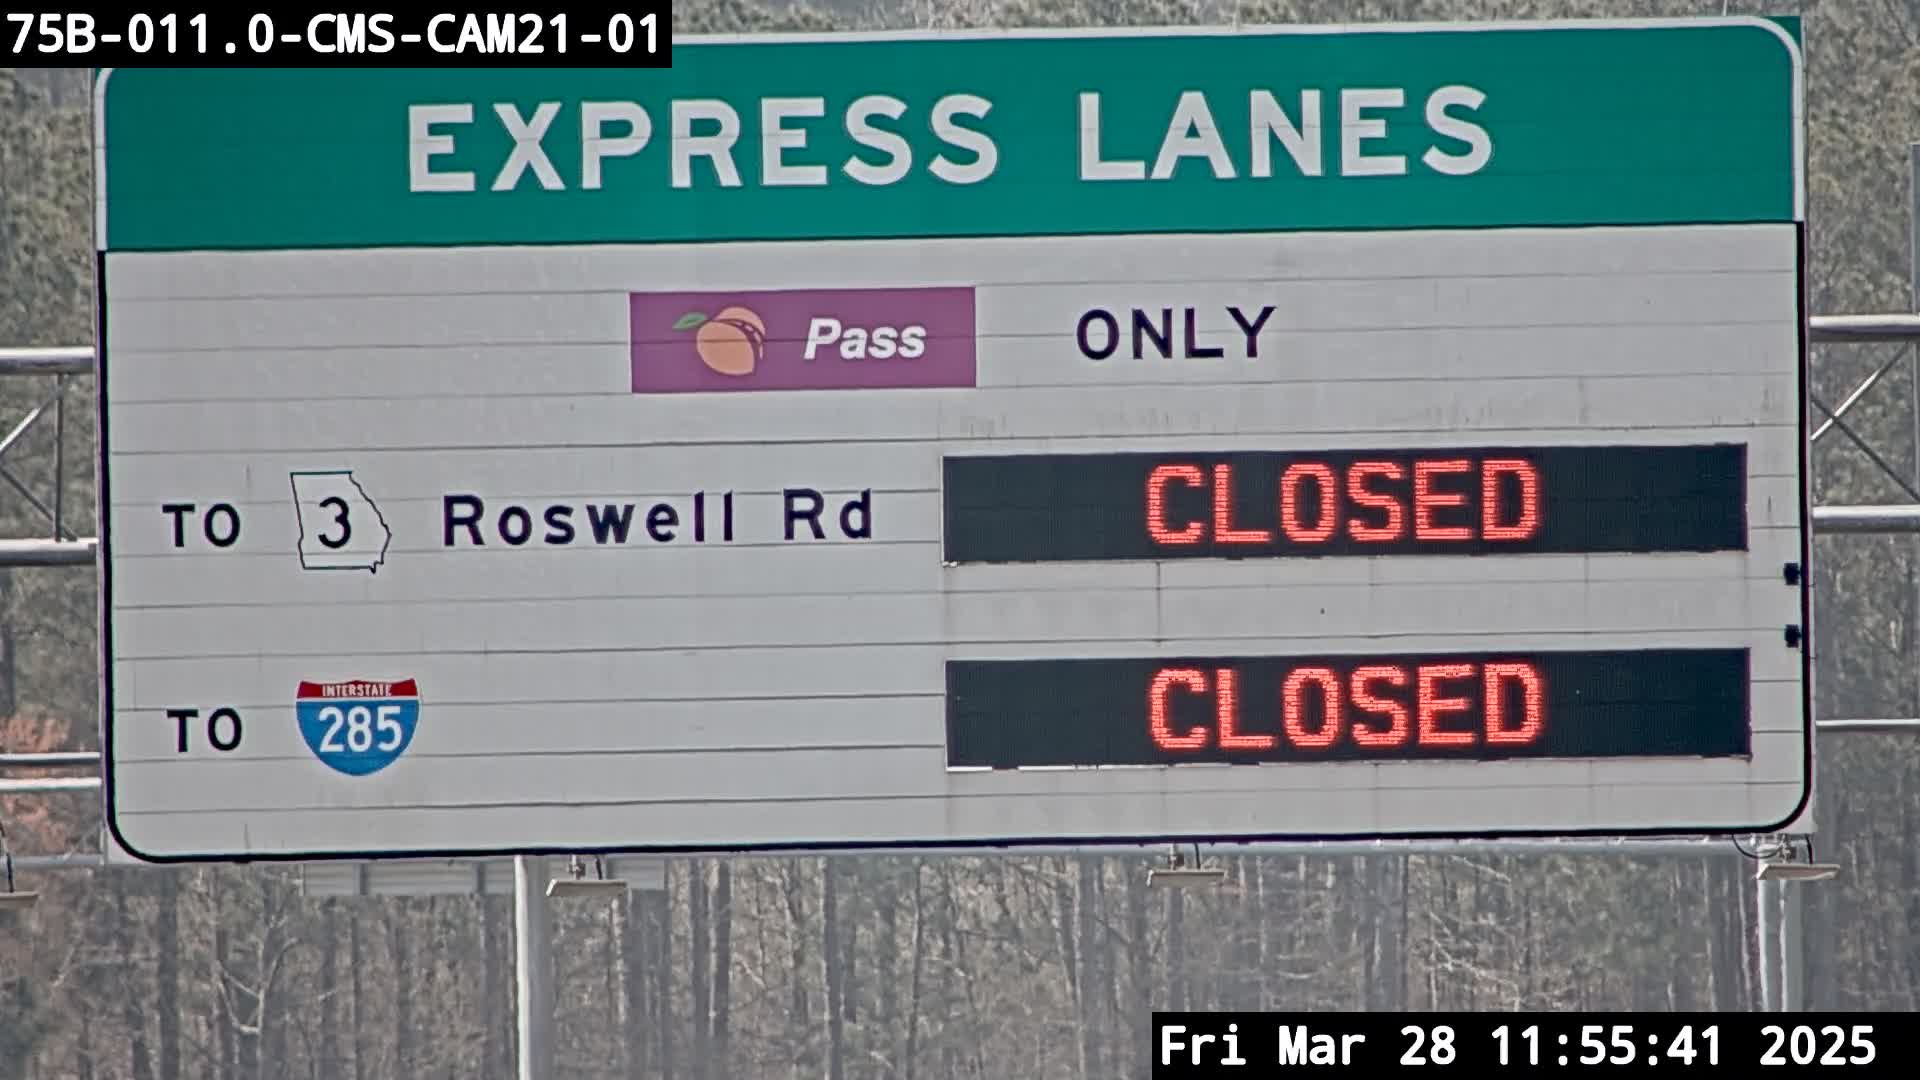 75B-011.0-CMS-CAM21-01
EXPRESS LANES
Pass ONLY
TO 3 Roswell Rd CLOSED
TO INTERSTATE 285 CLOSED
Fri Mar 28 11:55:41 2025